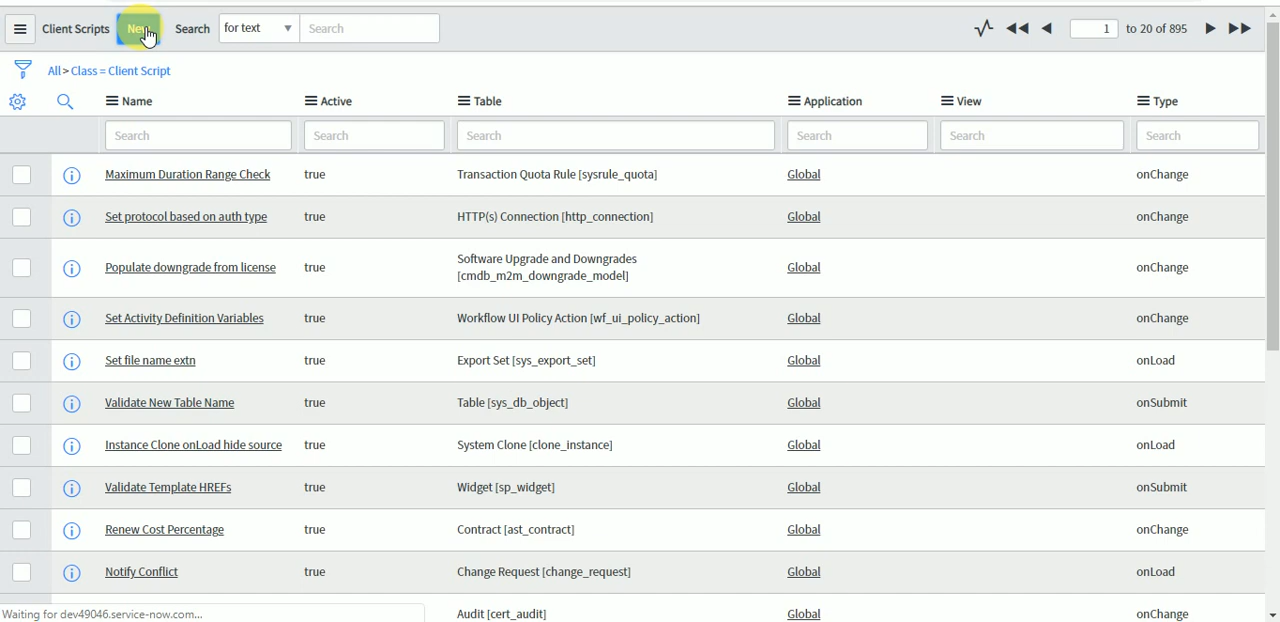 Client Scripts New Search for text Search 1 to 20 of 895
All > Class = Client Script
Name Active Table Application View Type
Search Search Search Search Search Search
Maximum Duration Range Check true Transaction Quota Rule [sysrule_quota] Global onChange
Set protocol based on auth type true HTTP(s) Connection [http_connection] Global onChange
Populate downgrade from license true Software Upgrade and Downgrades [cmdb_m2m_downgrade_model] Global onChange
Set Activity Definition Variables true Workflow UI Policy Action [wf_ui_policy_action] Global onChange
Set file name extn true Export Set [sys_export_set] Global onLoad
Validate New Table Name true Table [sys_db_object] Global onSubmit
Instance Clone onLoad hide source true System Clone [clone_instance] Global onLoad
Validate Template HREFs true Widget [sp_widget] Global onSubmit
Renew Cost Percentage true Contract [ast_contract] Global onChange
Notify Conflict true Change Request [change_request] Global onLoad
Audit [cert_audit] Global onChange
Waiting for dev49046.service-now.com...